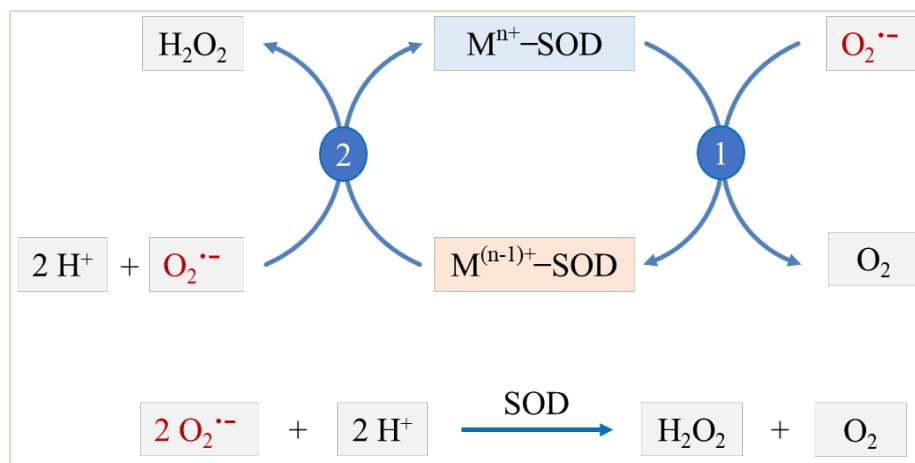 H₂O₂ Mⁿ⁺–SOD O₂•⁻
2 1
2 H⁺ + O₂•⁻ M⁽ⁿ⁻¹⁾⁺–SOD O₂
SOD
2 O₂•⁻ + 2 H⁺ H₂O₂ + O₂